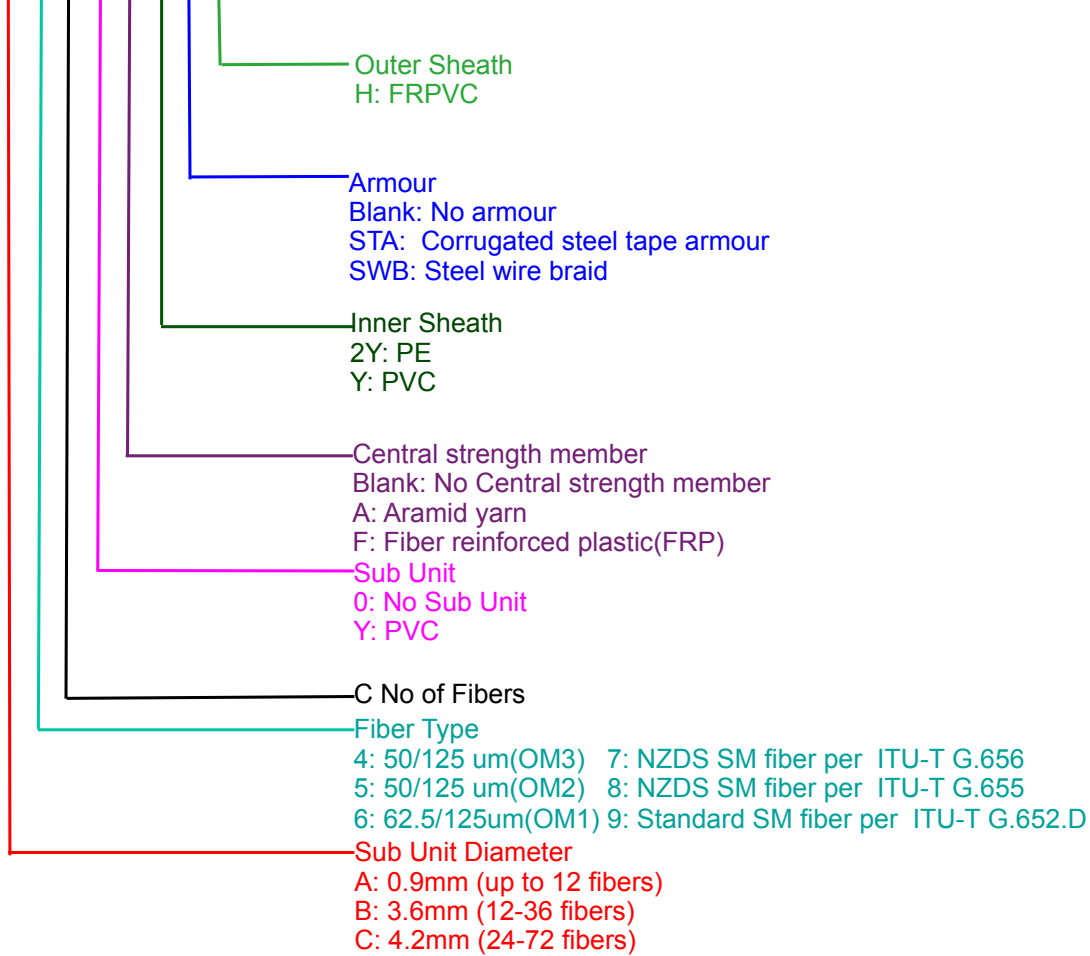 Outer Sheath
H: FRPVC
Armour
Blank: No armour
STA: Corrugated steel tape armour
SWB: Steel wire braid
Inner Sheath
2Y: PE
Y: PVC
Central strength member
Blank: No Central strength member
A: Aramid yarn
F: Fiber reinforced plastic(FRP)
Sub Unit
0: No Sub Unit
Y: PVC
C No of Fibers
Fiber Type
4: 50/125 um(OM3) 7: NZDS SM fiber per ITU-T G.656
5: 50/125 um(OM2) 8: NZDS SM fiber per ITU-T G.655
6: 62.5/125um(OM1) 9: Standard SM fiber per ITU-T G.652.D
Sub Unit Diameter
A: 0.9mm (up to 12 fibers)
B: 3.6mm (12-36 fibers)
C: 4.2mm (24-72 fibers)